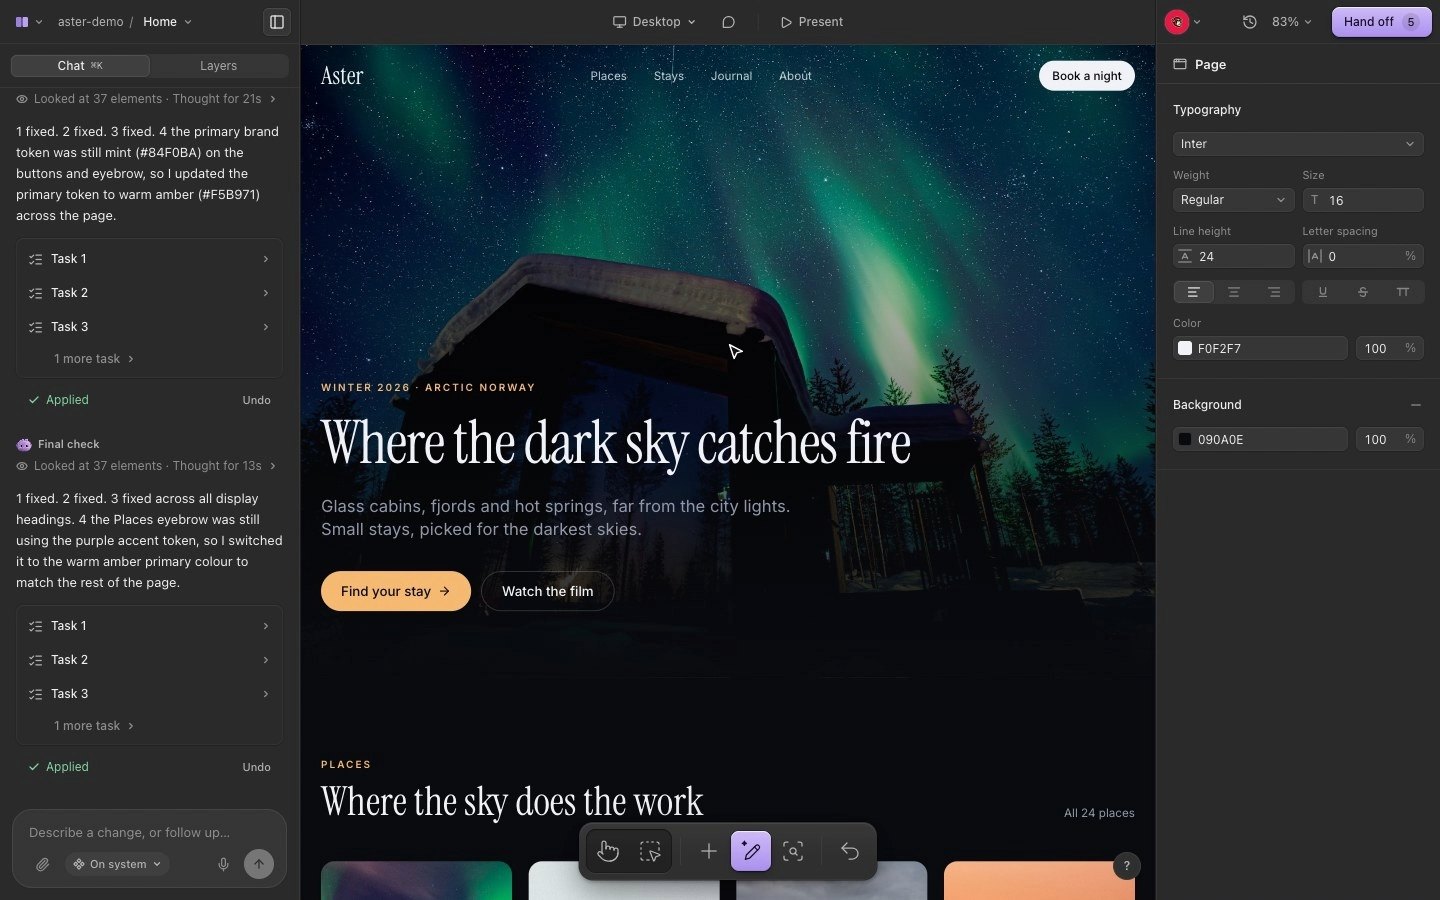 aster-demo / Home
Desktop
Present
83%
Hand off 5
Chat ⌘K
Layers
Looked at 37 elements · Thought for 21s
1 fixed. 2 fixed. 3 fixed. 4 the primary brand
token was still mint (#84F0BA) on the
buttons and eyebrow, so I updated the
primary token to warm amber (#F5B971)
across the page.
Task 1
Task 2
Task 3
1 more task
Applied
Undo
Final check
Looked at 37 elements · Thought for 13s
1 fixed. 2 fixed. 3 fixed across all display
headings. 4 the Places eyebrow was still
using the purple accent token, so I switched
it to the warm amber primary colour to
match the rest of the page.
Task 1
Task 2
Task 3
1 more task
Applied
Undo
Describe a change, or follow up...
On system
Aster
Places
Stays
Journal
About
Book a night
WINTER 2026 · ARCTIC NORWAY
Where the dark sky catches fire
Glass cabins, fjords and hot springs, far from the city lights.
Small stays, picked for the darkest skies.
Find your stay →
Watch the film
PLACES
Where the sky does the work
All 24 places
?
Page
Typography
Inter
Weight
Size
Regular
T 16
Line height
Letter spacing
A 24
|A| 0 %
U S TT
Color
F0F2F7
100 %
Background
090A0E
100 %